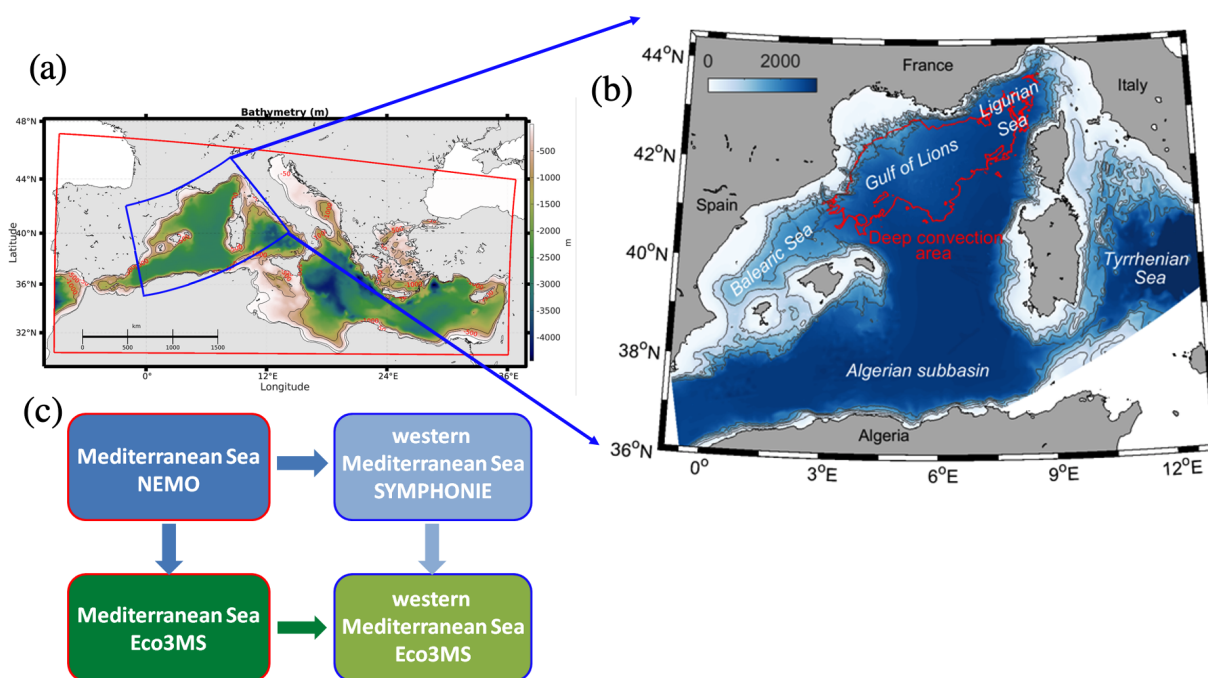 (a)
Bathymetry (m)
48°N
44°N
40°N
36°N
32°N
Latitude
0°
12°E
24°E
36°E
Longitude
km
0 500 1000 1500
-500
-1000
-1500
-2000
-2500
-3000
-3500
-4000
m
-50
(b)
0 2000
France
Italy
Spain
Ligurian
Sea
Gulf of Lions
Balearic Sea
Deep convection
area
Tyrrhenian
Sea
Algerian subbasin
Algeria
44°N
42°N
40°N
38°N
36°N
0°
3°E
6°E
9°E
12°E
(c)
Mediterranean Sea
NEMO
western
Mediterranean Sea
SYMPHONIE
Mediterranean Sea
Eco3MS
western
Mediterranean Sea
Eco3MS